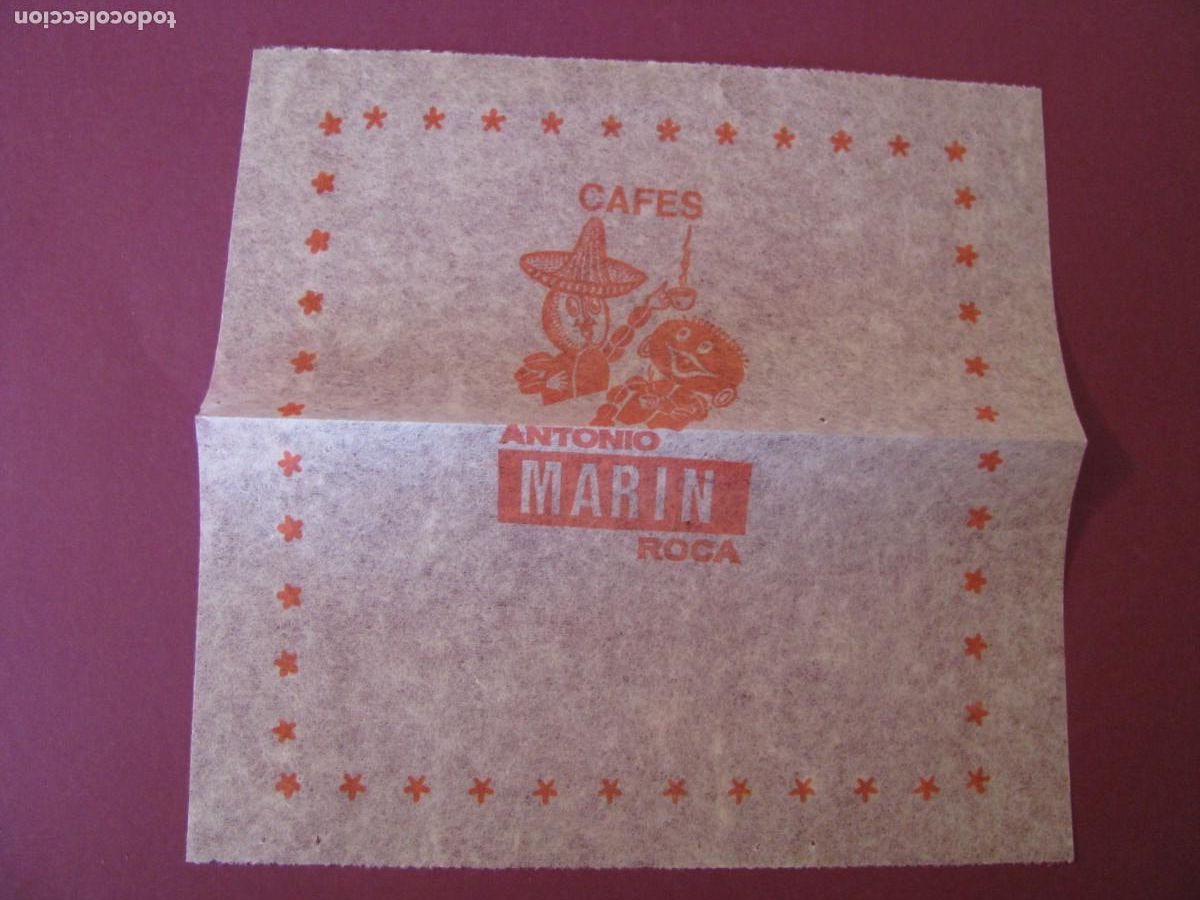 todocoleccion
CAFES
ANTONIO
MARIN
ROCA